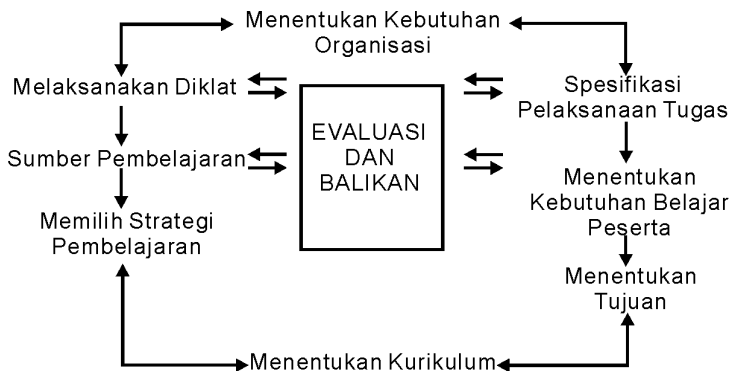 Menentukan Kebutuhan
Organisasi
Melaksanakan Diklat
Spesifikasi
Pelaksanaan Tugas
EVALUASI
DAN
BALIKAN
Sumber Pembelajaran
Menentukan
Kebutuhan Belajar
Peserta
Memilih Strategi
Pembelajaran
Menentukan
Tujuan
Menentukan Kurikulum